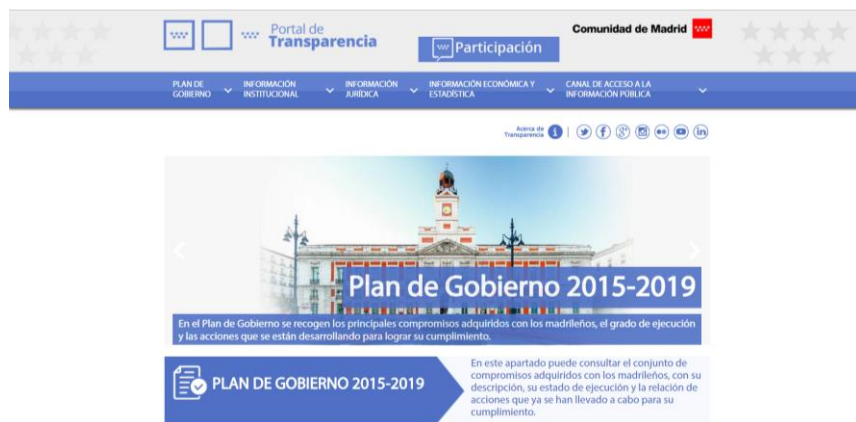 Portal de
Transparencia
Participación
Comunidad de Madrid
PLAN DE
GOBIERNO
INFORMACIÓN
INSTITUCIONAL
INFORMACIÓN
JURÍDICA
INFORMACIÓN ECONÓMICA Y
ESTADÍSTICA
CANAL DE ACCESO A LA
INFORMACIÓN PÚBLICA
Acerca de
Transparencia
Plan de Gobierno 2015-2019
En el Plan de Gobierno se recogen los principales compromisos adquiridos con los madrileños, el grado de ejecución
y las acciones que se están desarrollando para lograr su cumplimiento.
PLAN DE GOBIERNO 2015-2019
En este apartado puede consultar el conjunto de
compromisos adquiridos con los madrileños, con su
descripción, su estado de ejecución y la relación de
acciones que ya se han llevado a cabo para su
cumplimiento.